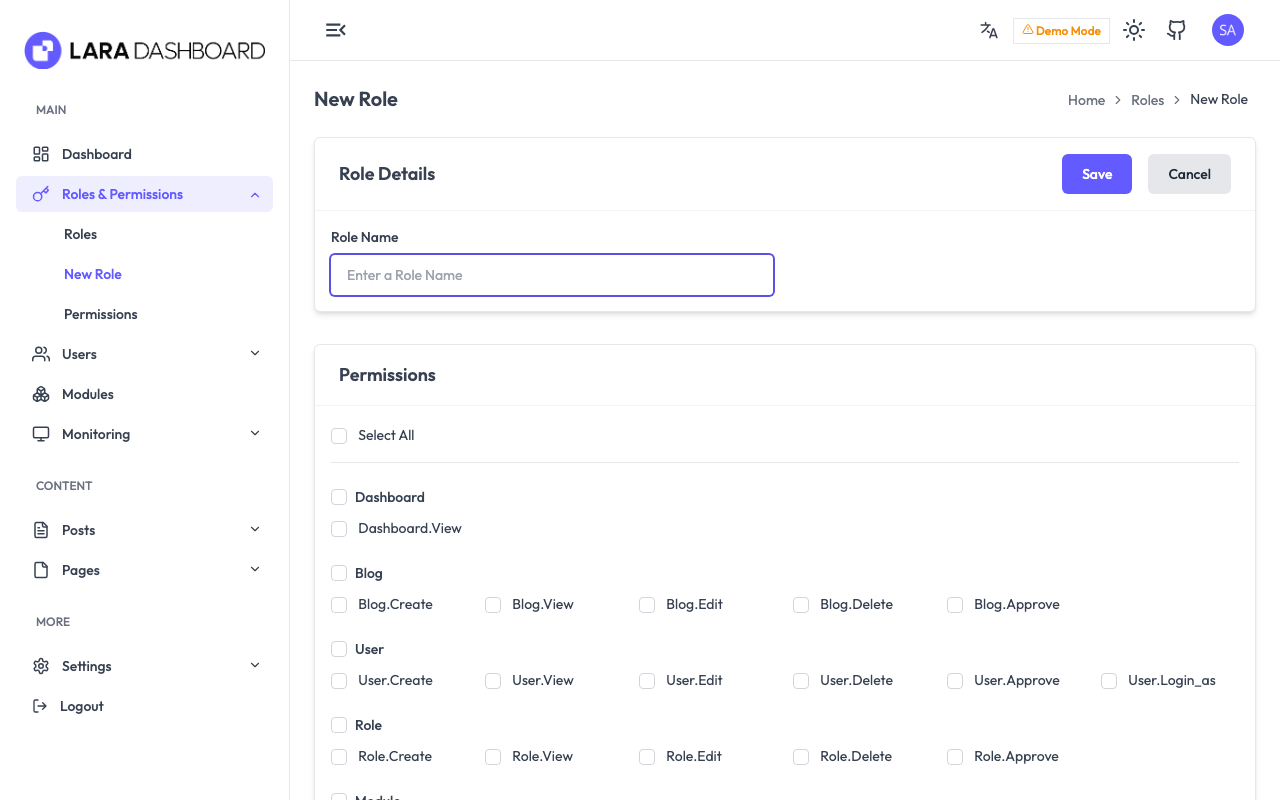 LARA DASHBOARD
MAIN
Dashboard
Roles & Permissions
Roles
New Role
Permissions
Users
Modules
Monitoring
CONTENT
Posts
Pages
MORE
Settings
Logout
Demo Mode
SA
New Role
Home > Roles > New Role
Role Details
Save
Cancel
Role Name
Enter a Role Name
Permissions
Select All
Dashboard
Dashboard.View
Blog
Blog.Create Blog.View Blog.Edit Blog.Delete Blog.Approve
User
User.Create User.View User.Edit User.Delete User.Approve User.Login_as
Role
Role.Create Role.View Role.Edit Role.Delete Role.Approve
Module